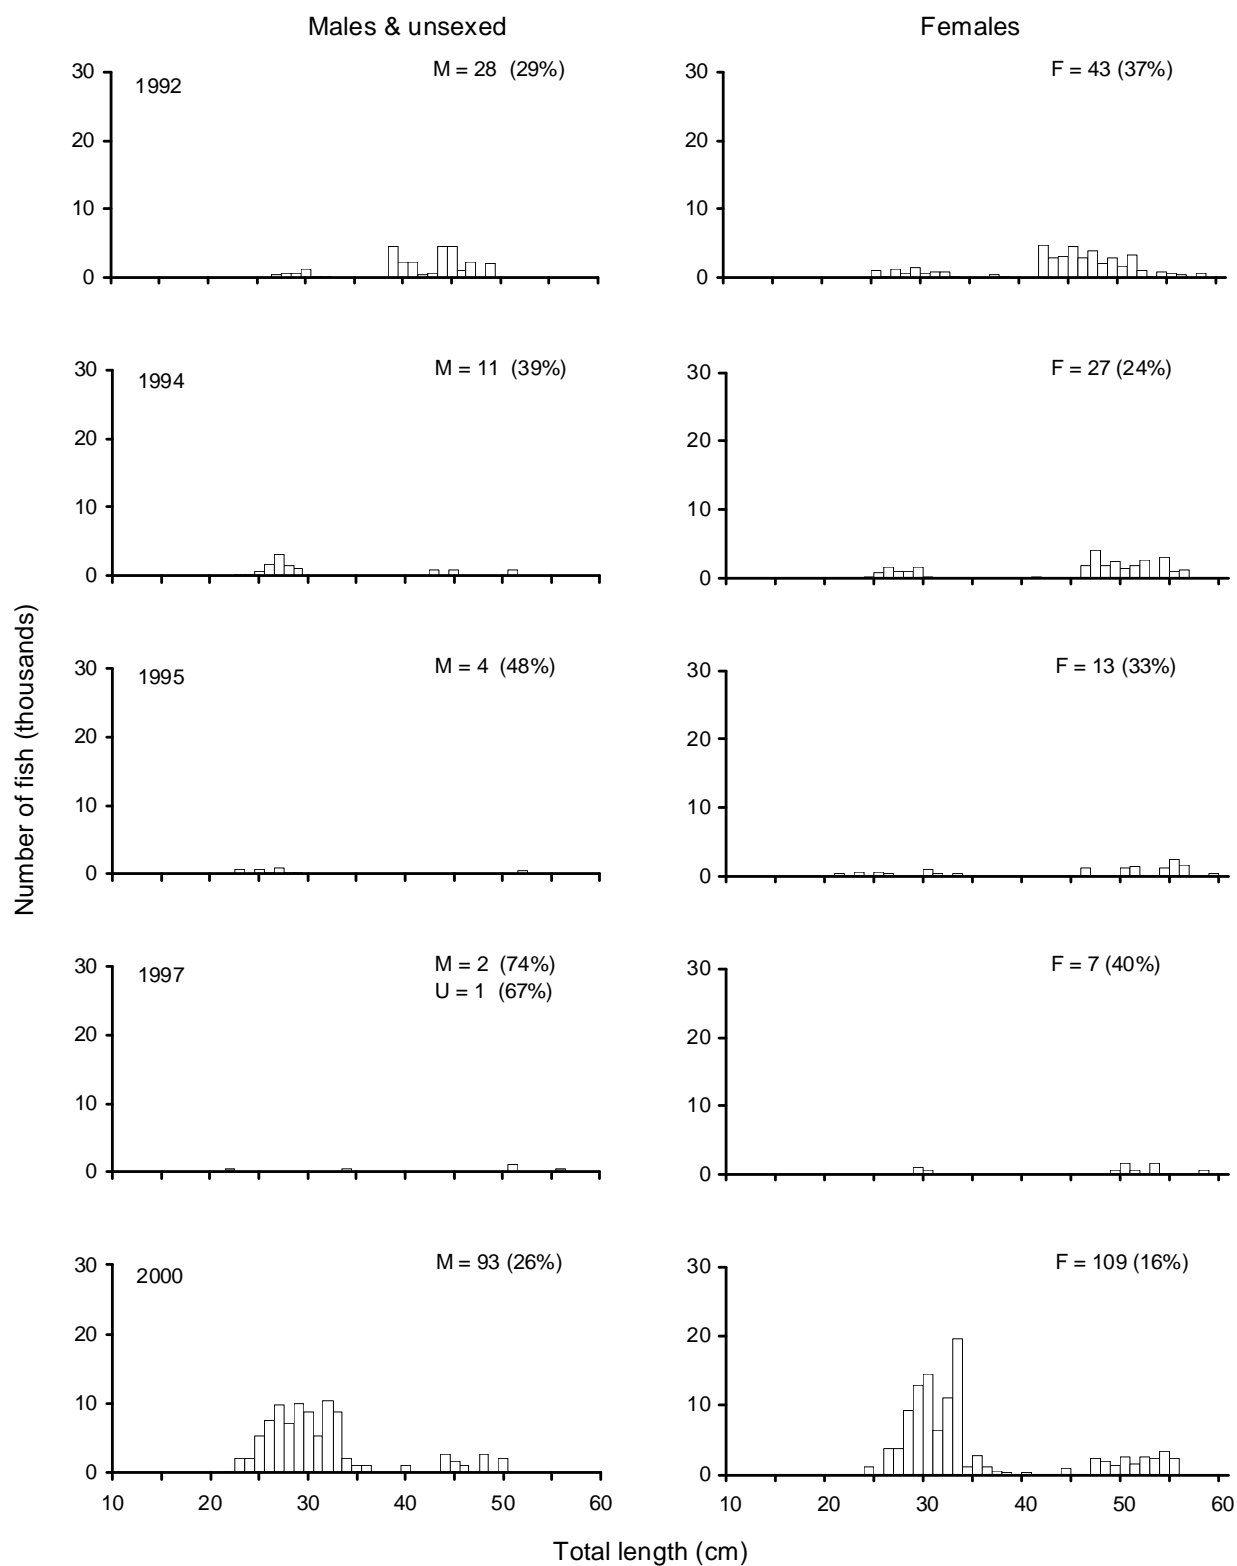 Males & unsexed
Females
30
1992
M = 28 (29%)
20
10
0
30
F = 43 (37%)
20
10
0
30
1994
M = 11 (39%)
20
10
0
30
F = 27 (24%)
20
10
0
Number of fish (thousands)
30
1995
M = 4 (48%)
20
10
0
30
F = 13 (33%)
20
10
0
30
1997
M = 2 (74%)
U = 1 (67%)
20
10
0
30
F = 7 (40%)
20
10
0
30
2000
M = 93 (26%)
20
10
0
10 20 30 40 50 60
30
F = 109 (16%)
20
10
0
10 20 30 40 50 60
Total length (cm)